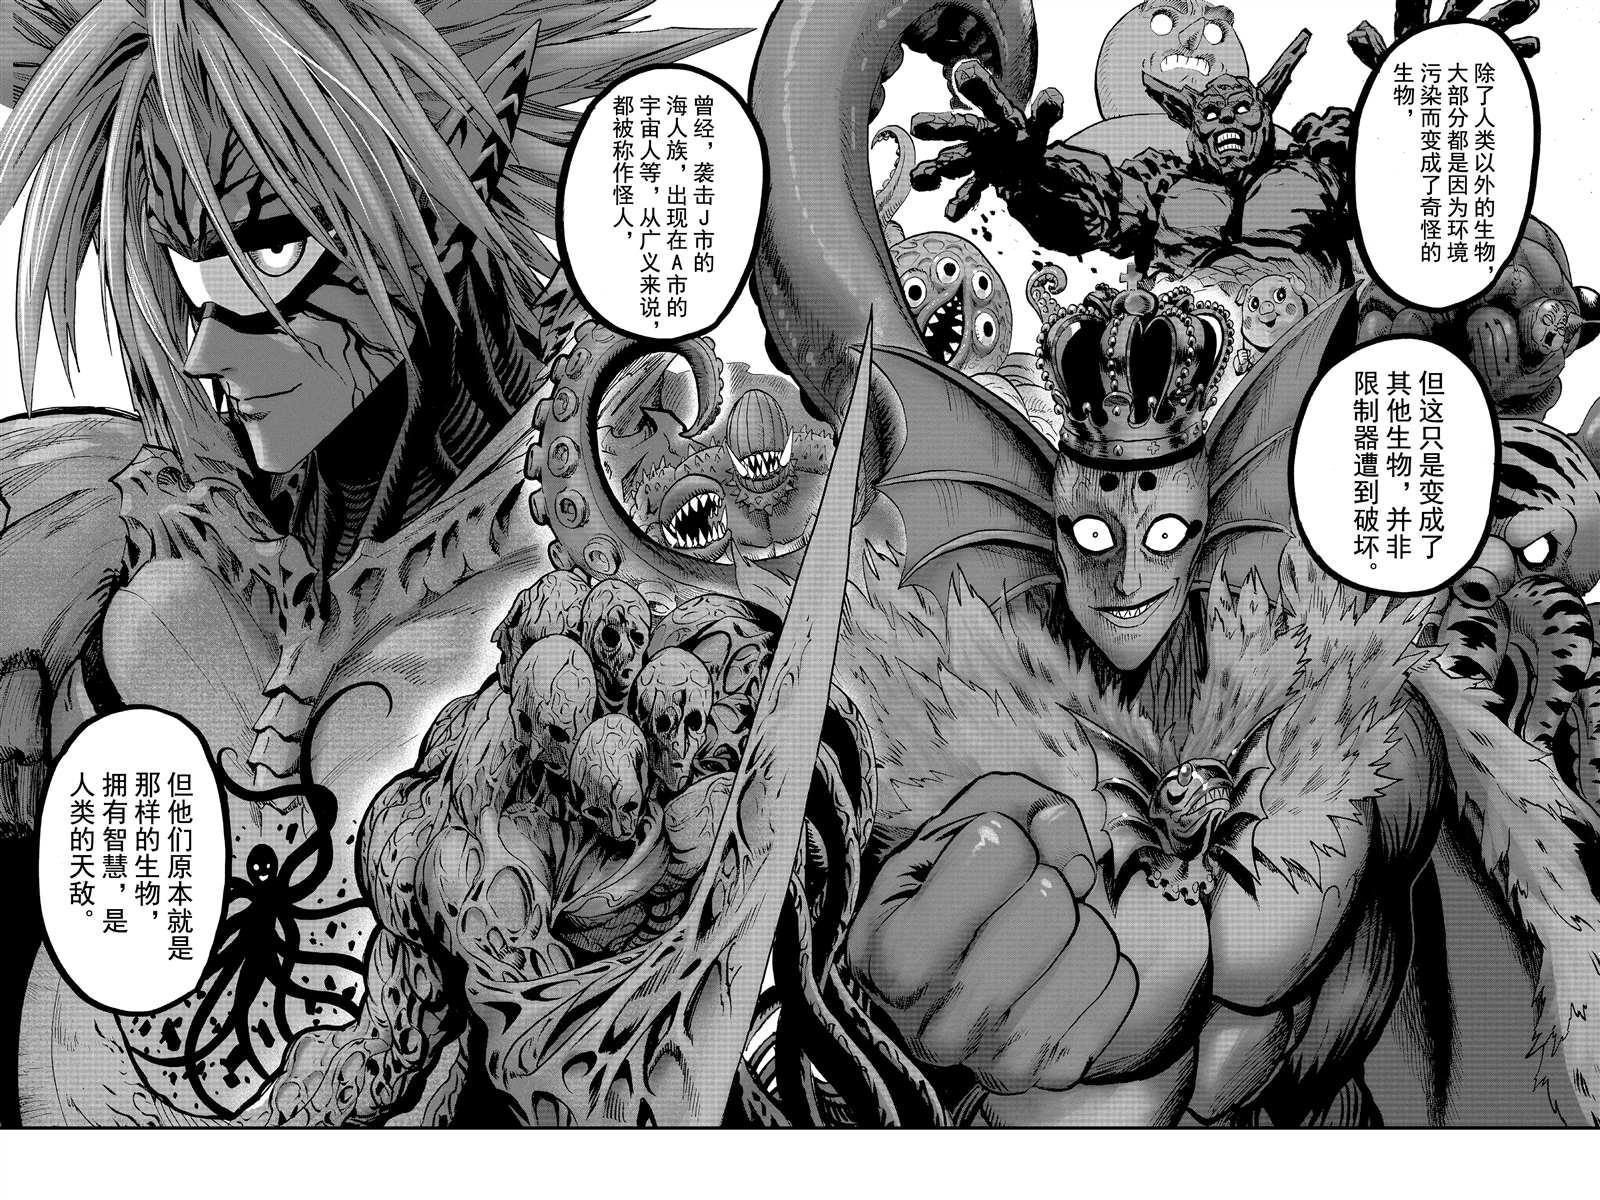 除了人类以外的生物，
大部分都是因为环境
污染而变成了奇怪的
生物，
但这只是变成了
其他生物，并非
限制器遭到破坏。
曾经，袭击J市的
海人族，出现在A市的
宇宙人等，从广义来说，
都被称作怪人，
但他们原本就是
那样的生物，
拥有智慧，是
人类的天敌。